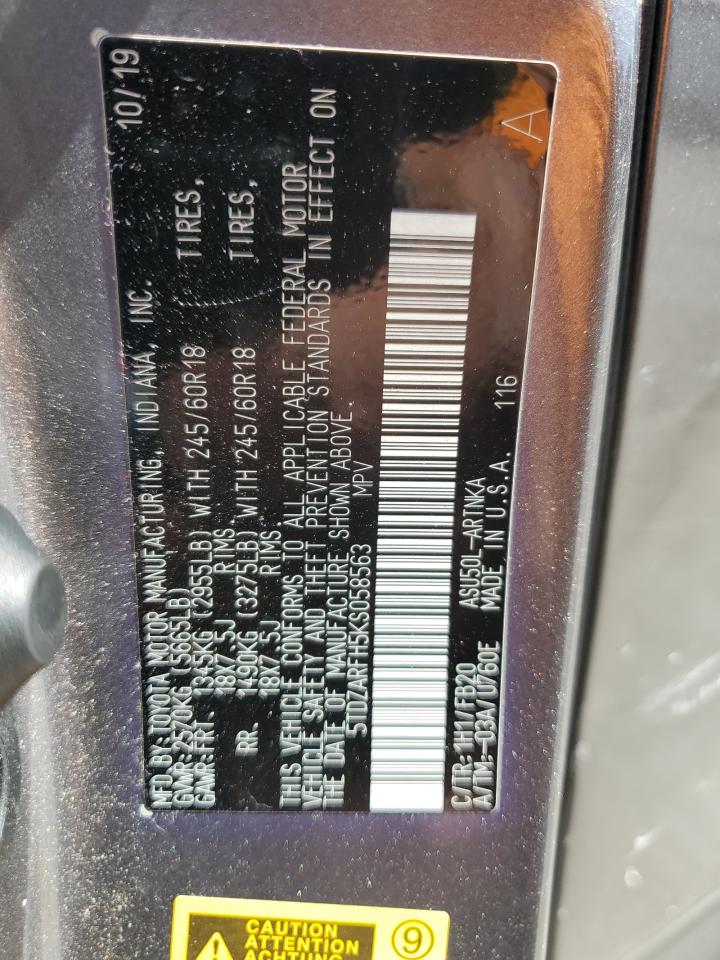 MFD.BY:TOYOTA MOTOR MANUFACTURING, INDIANA, INC. 10/19
GVWR:2570KG(5665LB)
GAWR:FRT. 1345KG (2955LB) WITH 245/60R18 TIRES,
18X7.5J RIMS
RR. 1490KG (3275LB) WITH 245/60R18 TIRES,
18X7.5J RIMS
THIS VEHICLE CONFORMS TO ALL APPLICABLE FEDERAL MOTOR
VEHICLE SAFETY AND THEFT PREVENTION STANDARDS IN EFFECT ON
THE DATE OF MANUFACTURE SHOWN ABOVE.
5TDZARFH5KS058563 MPV
C/TR:1H1/FB20 ASU50L-ARTNKA
A/TM:-03A/U760E MADE IN U.S.A. 116
A
CAUTION
ATTENTION
ACHTUNG
9